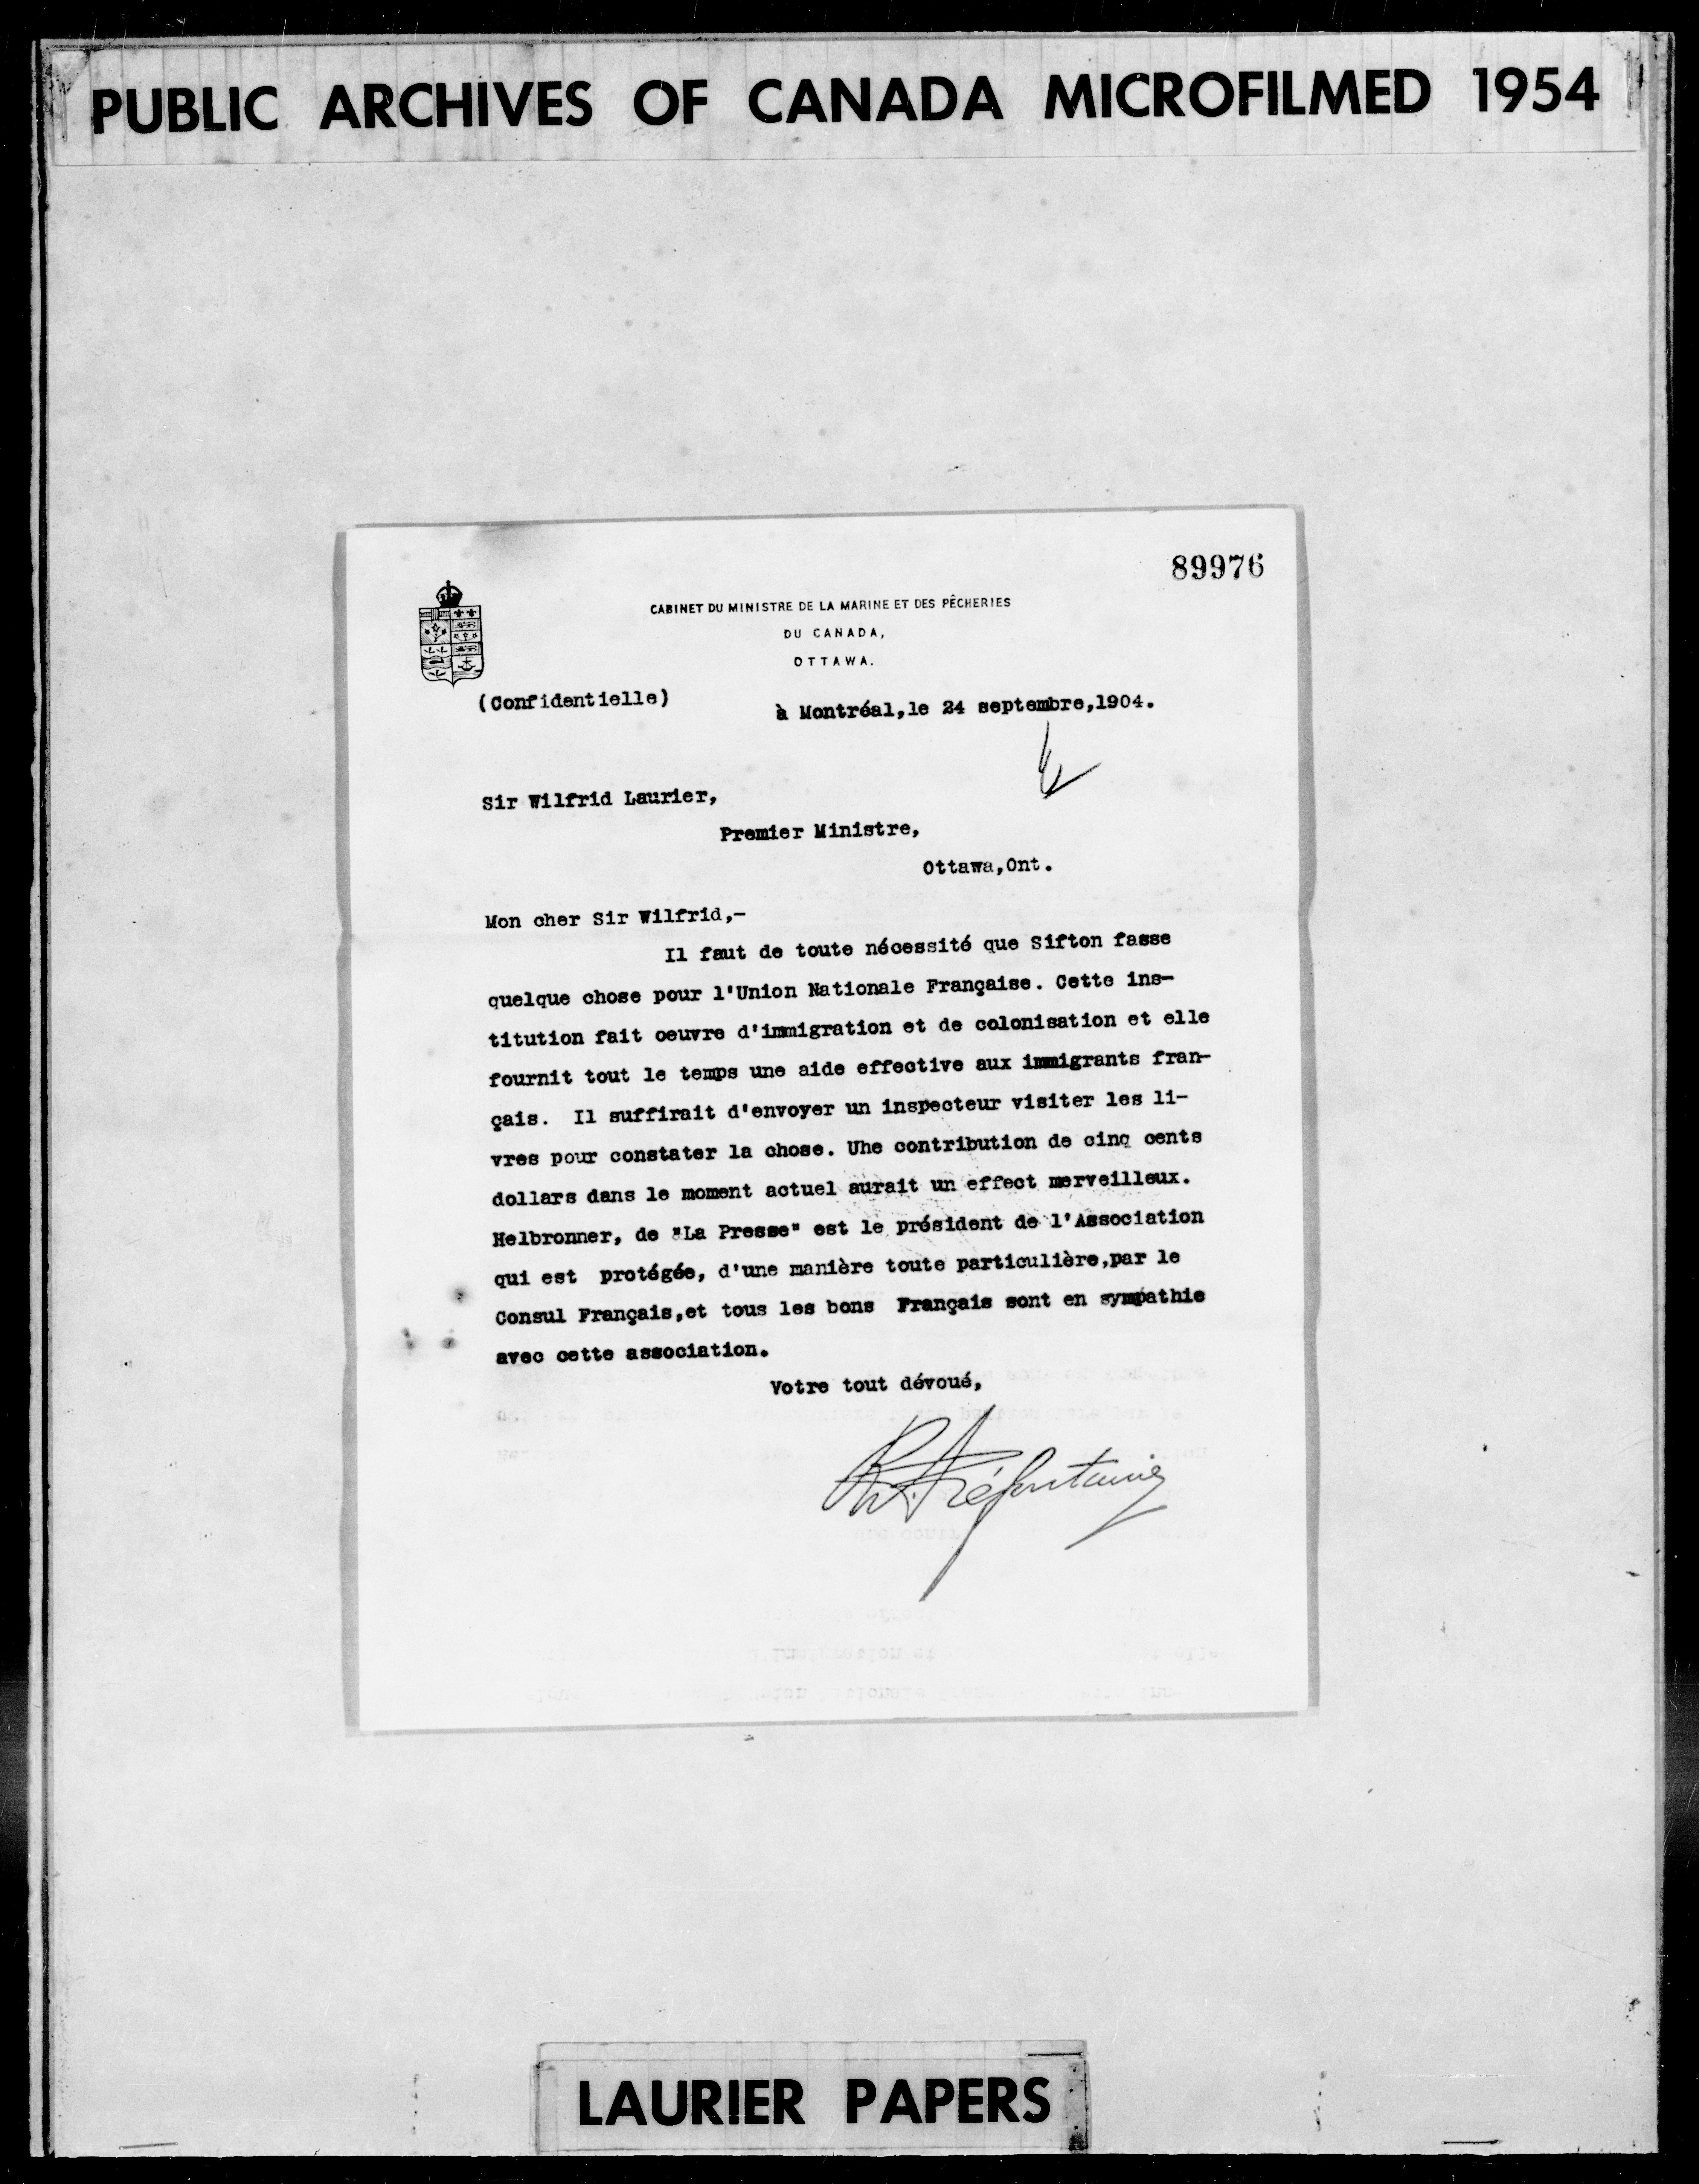 PUBLIC ARCHIVES OF CANADA MICROFILMED 1954
89976
CABINET DU MINISTRE DE LA MARINE ET DES PÊCHERIES
DU CANADA,
OTTAWA.
(Confidentielle)
à Montréal,le 24 septembre,1904.
Sir Wilfrid Laurier,
Premier Ministre,
Ottawa,Ont.
Mon cher Sir Wilfrid,-
Il faut de toute nécessité que Sifton fasse
quelque chose pour l'Union Nationale Française. Cette ins-
titution fait oeuvre d'immigration et de colonisation et elle
fournit tout le temps une aide effective aux immigrants fran-
çais. Il suffirait d'envoyer un inspecteur visiter les li-
vres pour constater la chose. Uhe contribution de cinq cents
dollars dans le moment actuel aurait un effect merveilleux.
Helbronner, de "La Presse" est le président de l'Association
qui est protégée, d'une manière toute particulière,par le
Consul Français,et tous les bons Français sont en sympathie
avec cette association.
Votre tout dévoué,
R. Préfontaine
LAURIER PAPERS